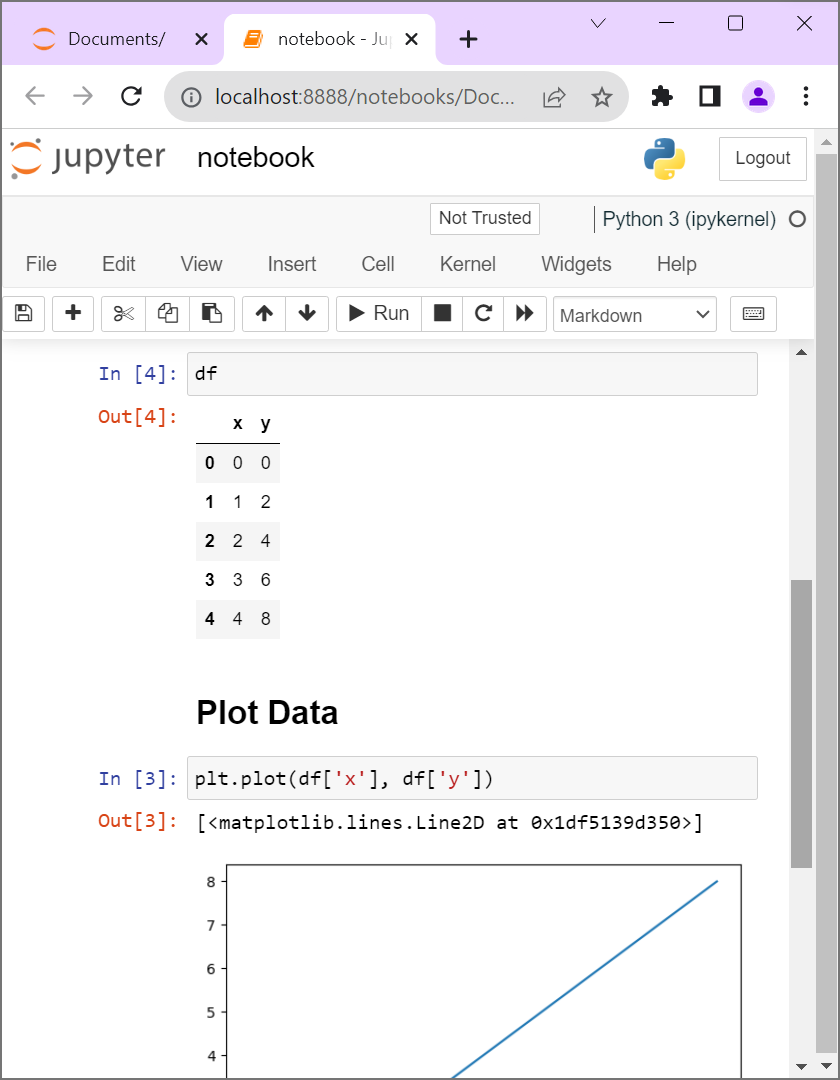 Documents/
notebook - Ju
localhost:8888/notebooks/Doc...
jupyter notebook Logout
Not Trusted Python 3 (ipykernel)
File Edit View Insert Cell Kernel Widgets Help
Run Markdown
In [4]: df
Out[4]:
x y
0 0 0
1 1 2
2 2 4
3 3 6
4 4 8
Plot Data
In [3]: plt.plot(df['x'], df['y'])
Out[3]: [<matplotlib.lines.Line2D at 0x1df5139d350>]
8
7
6
5
4